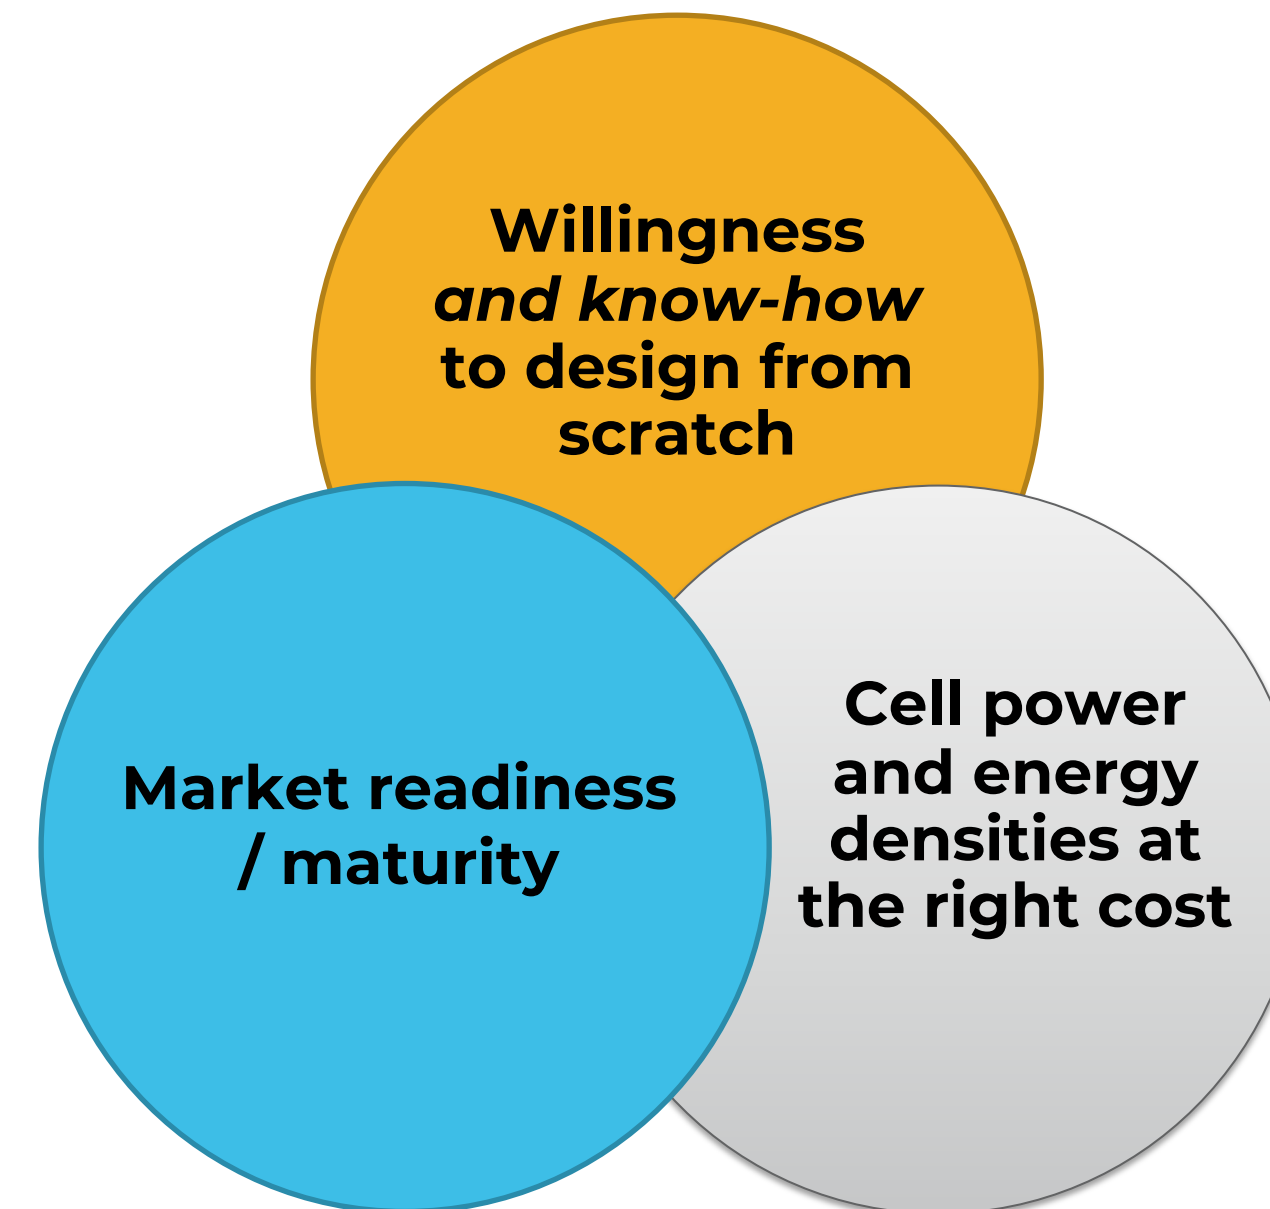 Willingness
and know-how
to design from
scratch
Market readiness
/ maturity
Cell power
and energy
densities at
the right cost